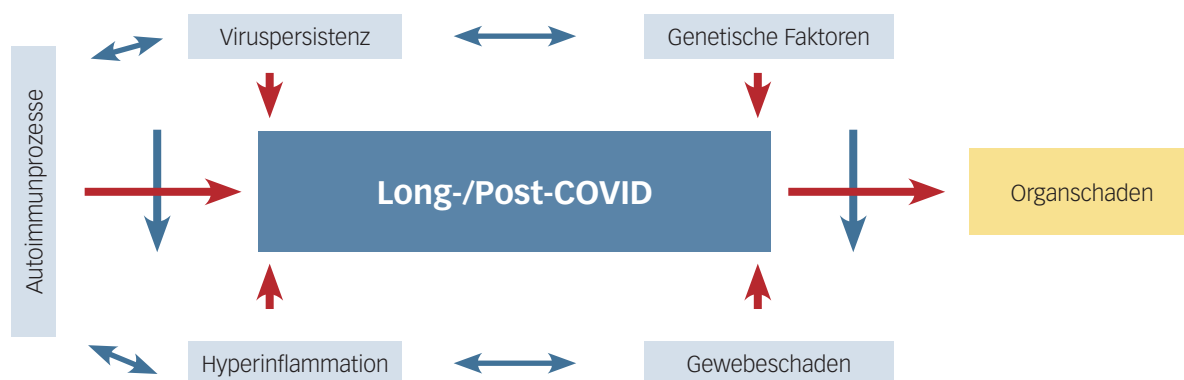 Viruspersistenz
Genetische Faktoren
Autoimmunprozesse
Long-/Post-COVID
Organschaden
Hyperinflammation
Gewebeschaden